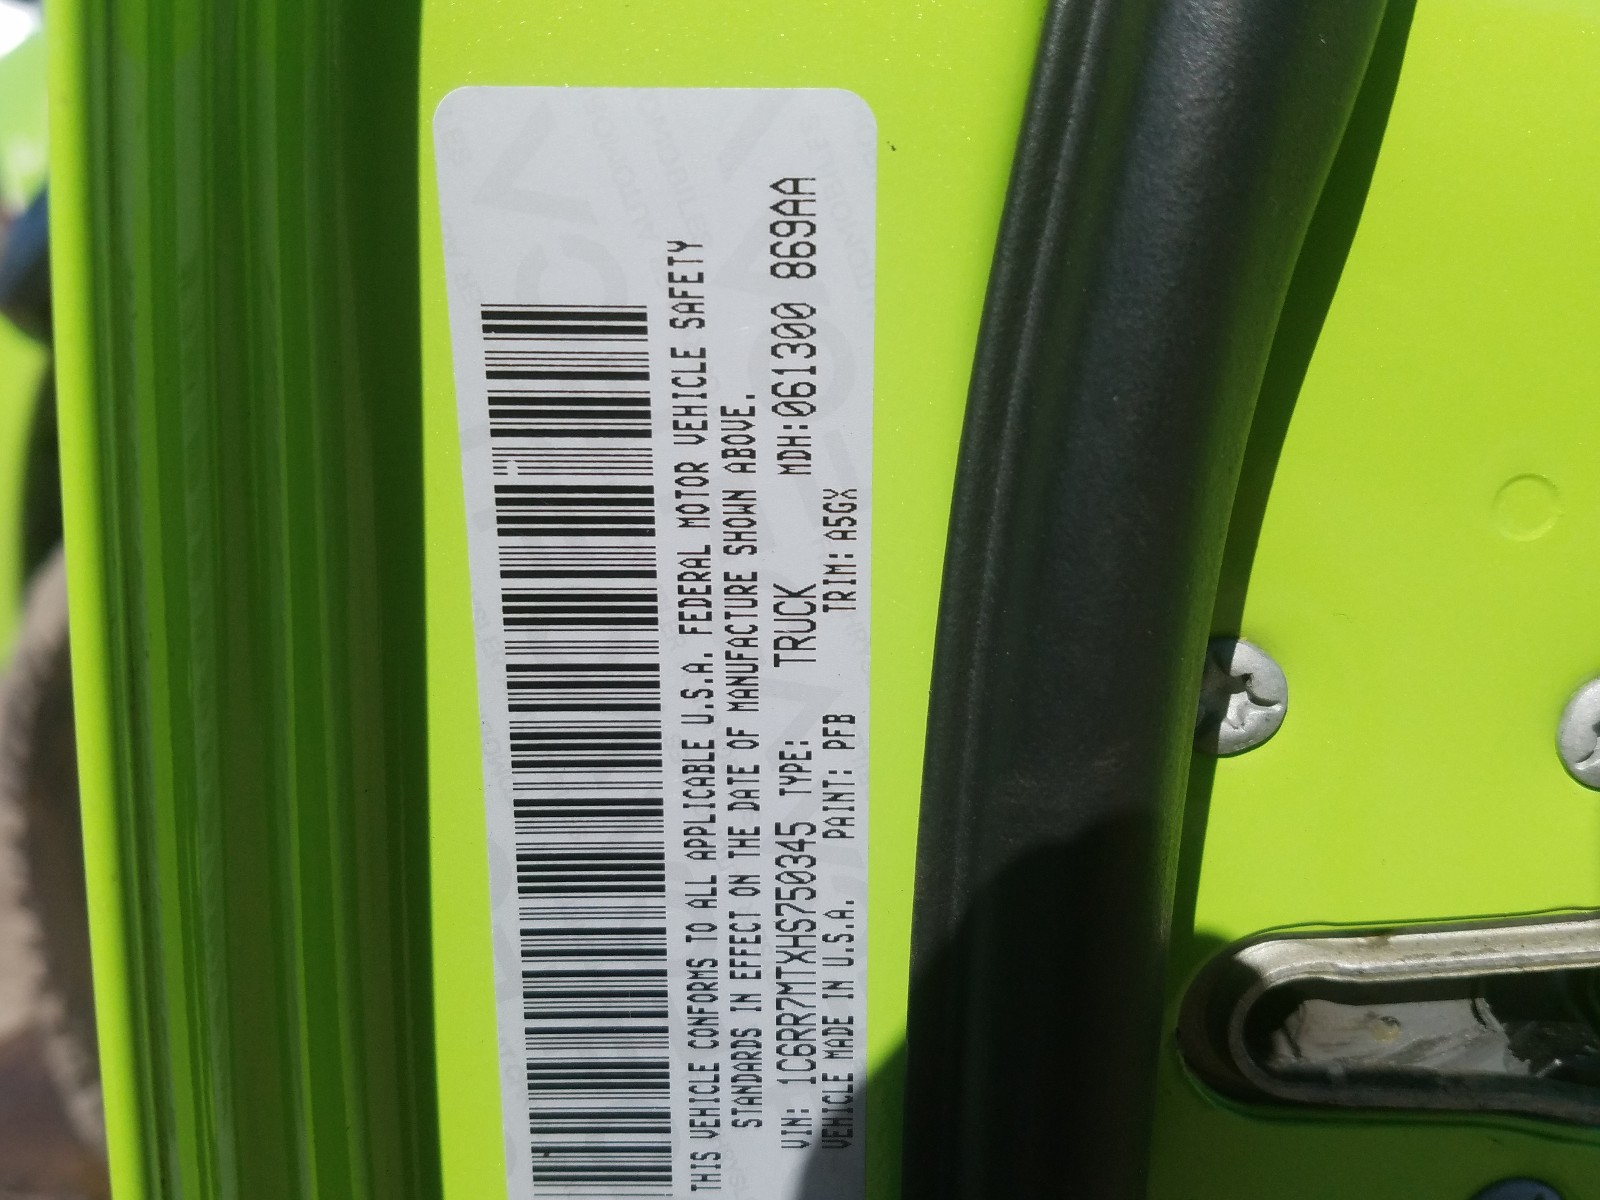 THIS VEHICLE CONFORMS TO ALL APPLICABLE U.S.A. FEDERAL MOTOR VEHICLE SAFETY
STANDARDS IN EFFECT ON THE DATE OF MANUFACTURE SHOWN ABOVE.
VIN: 1C6RR7MTXHS750345 TYPE: TRUCK MDH:061300 869AA
VEHICLE MADE IN U.S.A. PAINT: PFB TRIM: A5GX